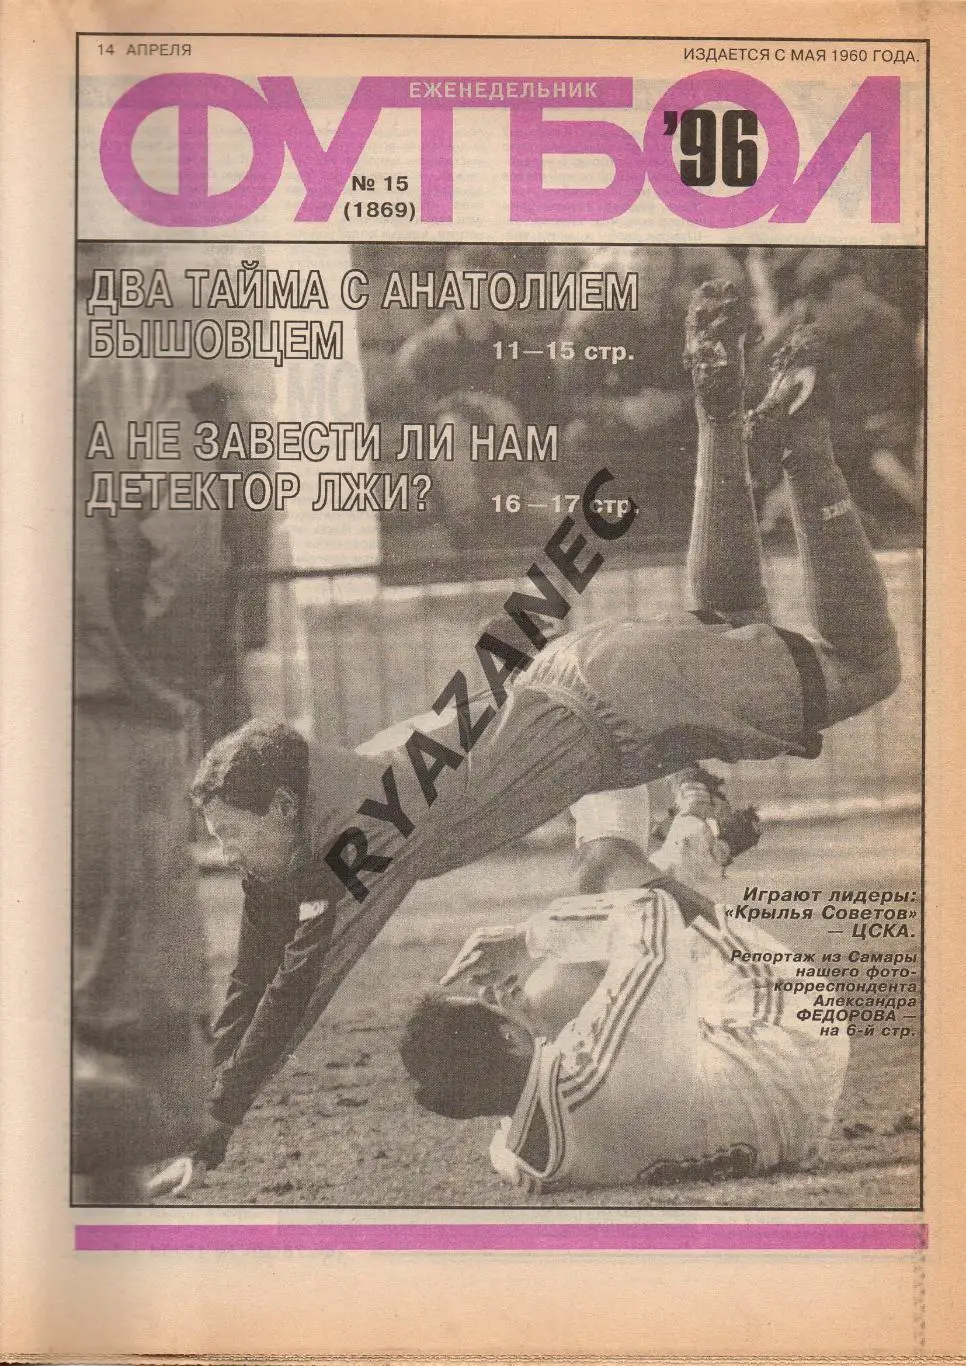 14 АПРЕЛЯ
ИЗДАЕТСЯ С МАЯ 1960 ГОДА.
ЕЖЕНЕДЕЛЬНИК
ФУТБОЛ
'96
№ 15
(1869)
ДВА ТАЙМА С АНАТОЛИЕМ
БЫШОВЦЕМ
11—15 стр.
А НЕ ЗАВЕСТИ ЛИ НАМ
ДЕТЕКТОР ЛЖИ?
16—17 стр.
RYAZANEC
Играют лидеры:
«Крылья Советов»
— ЦСКА.
Репортаж из Самары
нашего фото-
корреспондента
Александра
ФЕДОРОВА —
на 6-й стр.